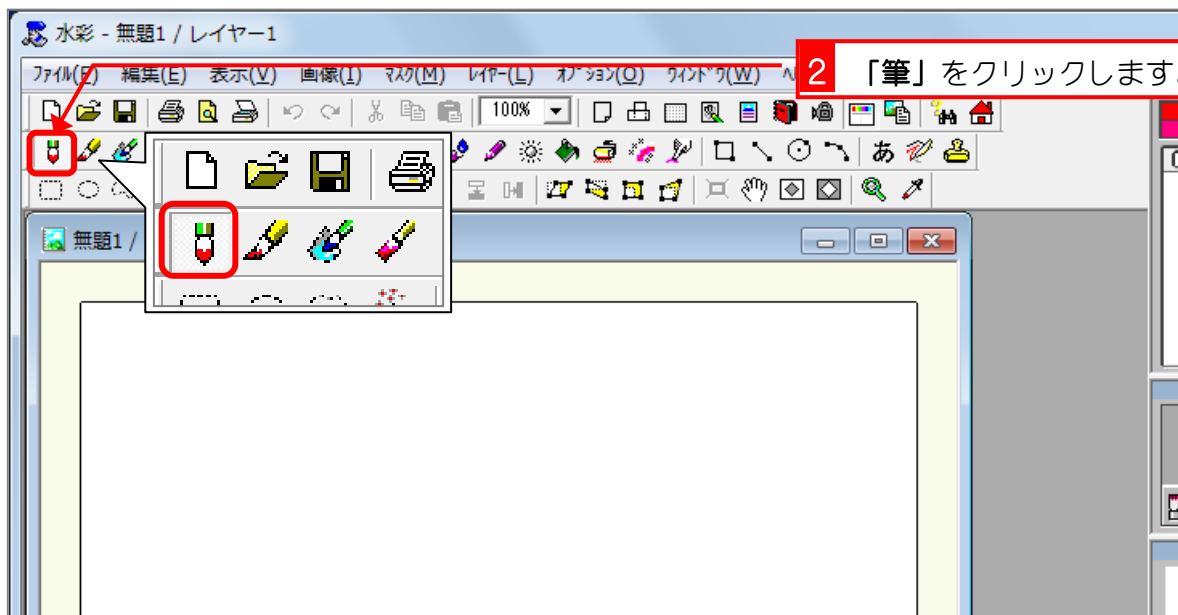 水彩 - 無題1 / レイヤー1
ﾌｧｲﾙ(F) 編集(E) 表示(V) 画像(I) ﾏｽｸ(M) ﾚｲﾔｰ(L) ｵﾌﾟｼｮﾝ(O) ｳｨﾝﾄﾞｳ(W)
2 「筆」をクリックします
100%
あ
無題1 /